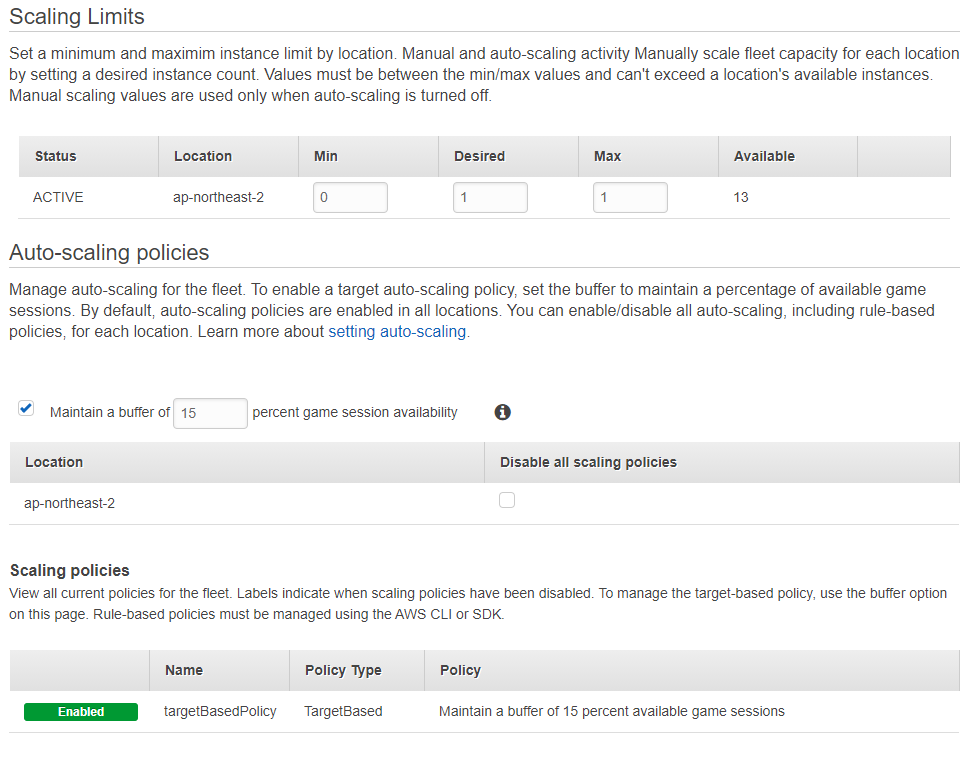 Scaling Limits
Set a minimum and maximim instance limit by location. Manual and auto-scaling activity Manually scale fleet capacity for each location
by setting a desired instance count. Values must be between the min/max values and can't exceed a location's available instances.
Manual scaling values are used only when auto-scaling is turned off.
Status Location Min Desired Max Available
ACTIVE ap-northeast-2 0 1 1 13
Auto-scaling policies
Manage auto-scaling for the fleet. To enable a target auto-scaling policy, set the buffer to maintain a percentage of available game
sessions. By default, auto-scaling policies are enabled in all locations. You can enable/disable all auto-scaling, including rule-based
policies, for each location. Learn more about setting auto-scaling.
Maintain a buffer of 15 percent game session availability
Location Disable all scaling policies
ap-northeast-2
Scaling policies
View all current policies for the fleet. Labels indicate when scaling policies have been disabled. To manage the target-based policy, use the buffer option
on this page. Rule-based policies must be managed using the AWS CLI or SDK.
Name Policy Type Policy
Enabled targetBasedPolicy TargetBased Maintain a buffer of 15 percent available game sessions